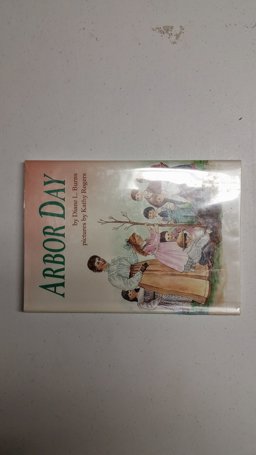 ARBOR DAY
by Diane L. Burns
pictures by Kathy Rogers